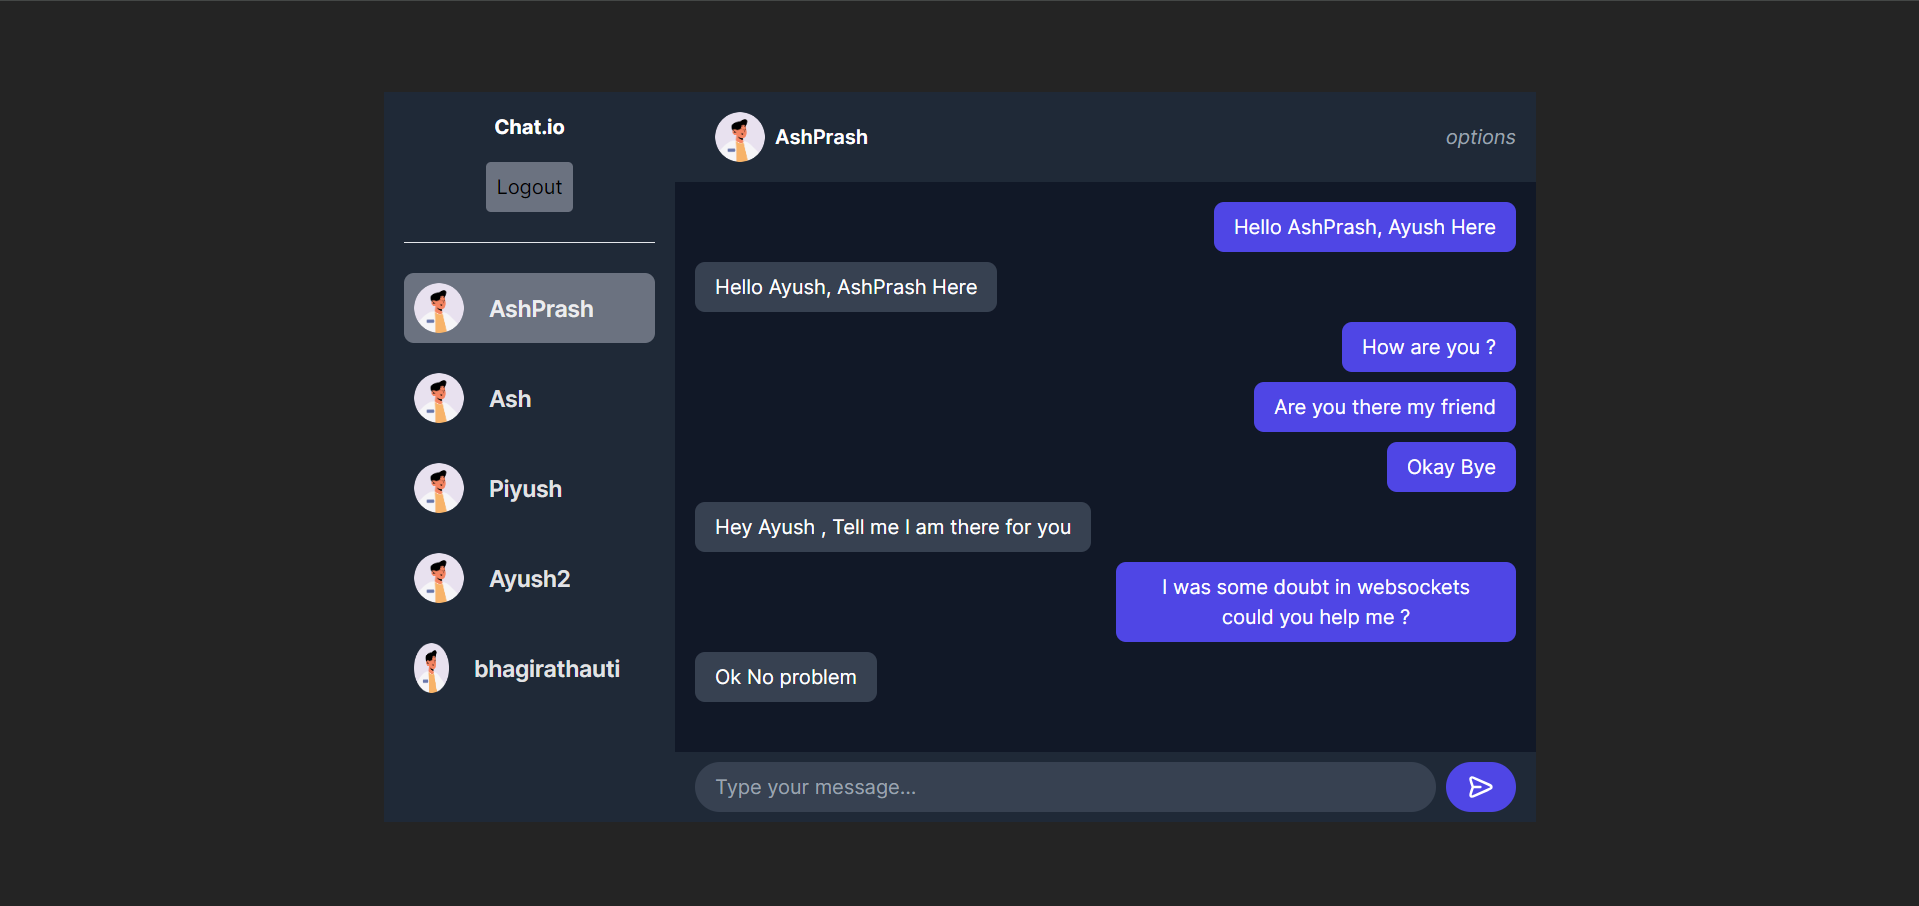 Chat.io
Logout
AshPrash
Ash
Piyush
Ayush2
bhagirathauti
AshPrash
options
Hello AshPrash, Ayush Here
Hello Ayush, AshPrash Here
How are you ?
Are you there my friend
Okay Bye
Hey Ayush , Tell me I am there for you
I was some doubt in websockets
could you help me ?
Ok No problem
Type your message...